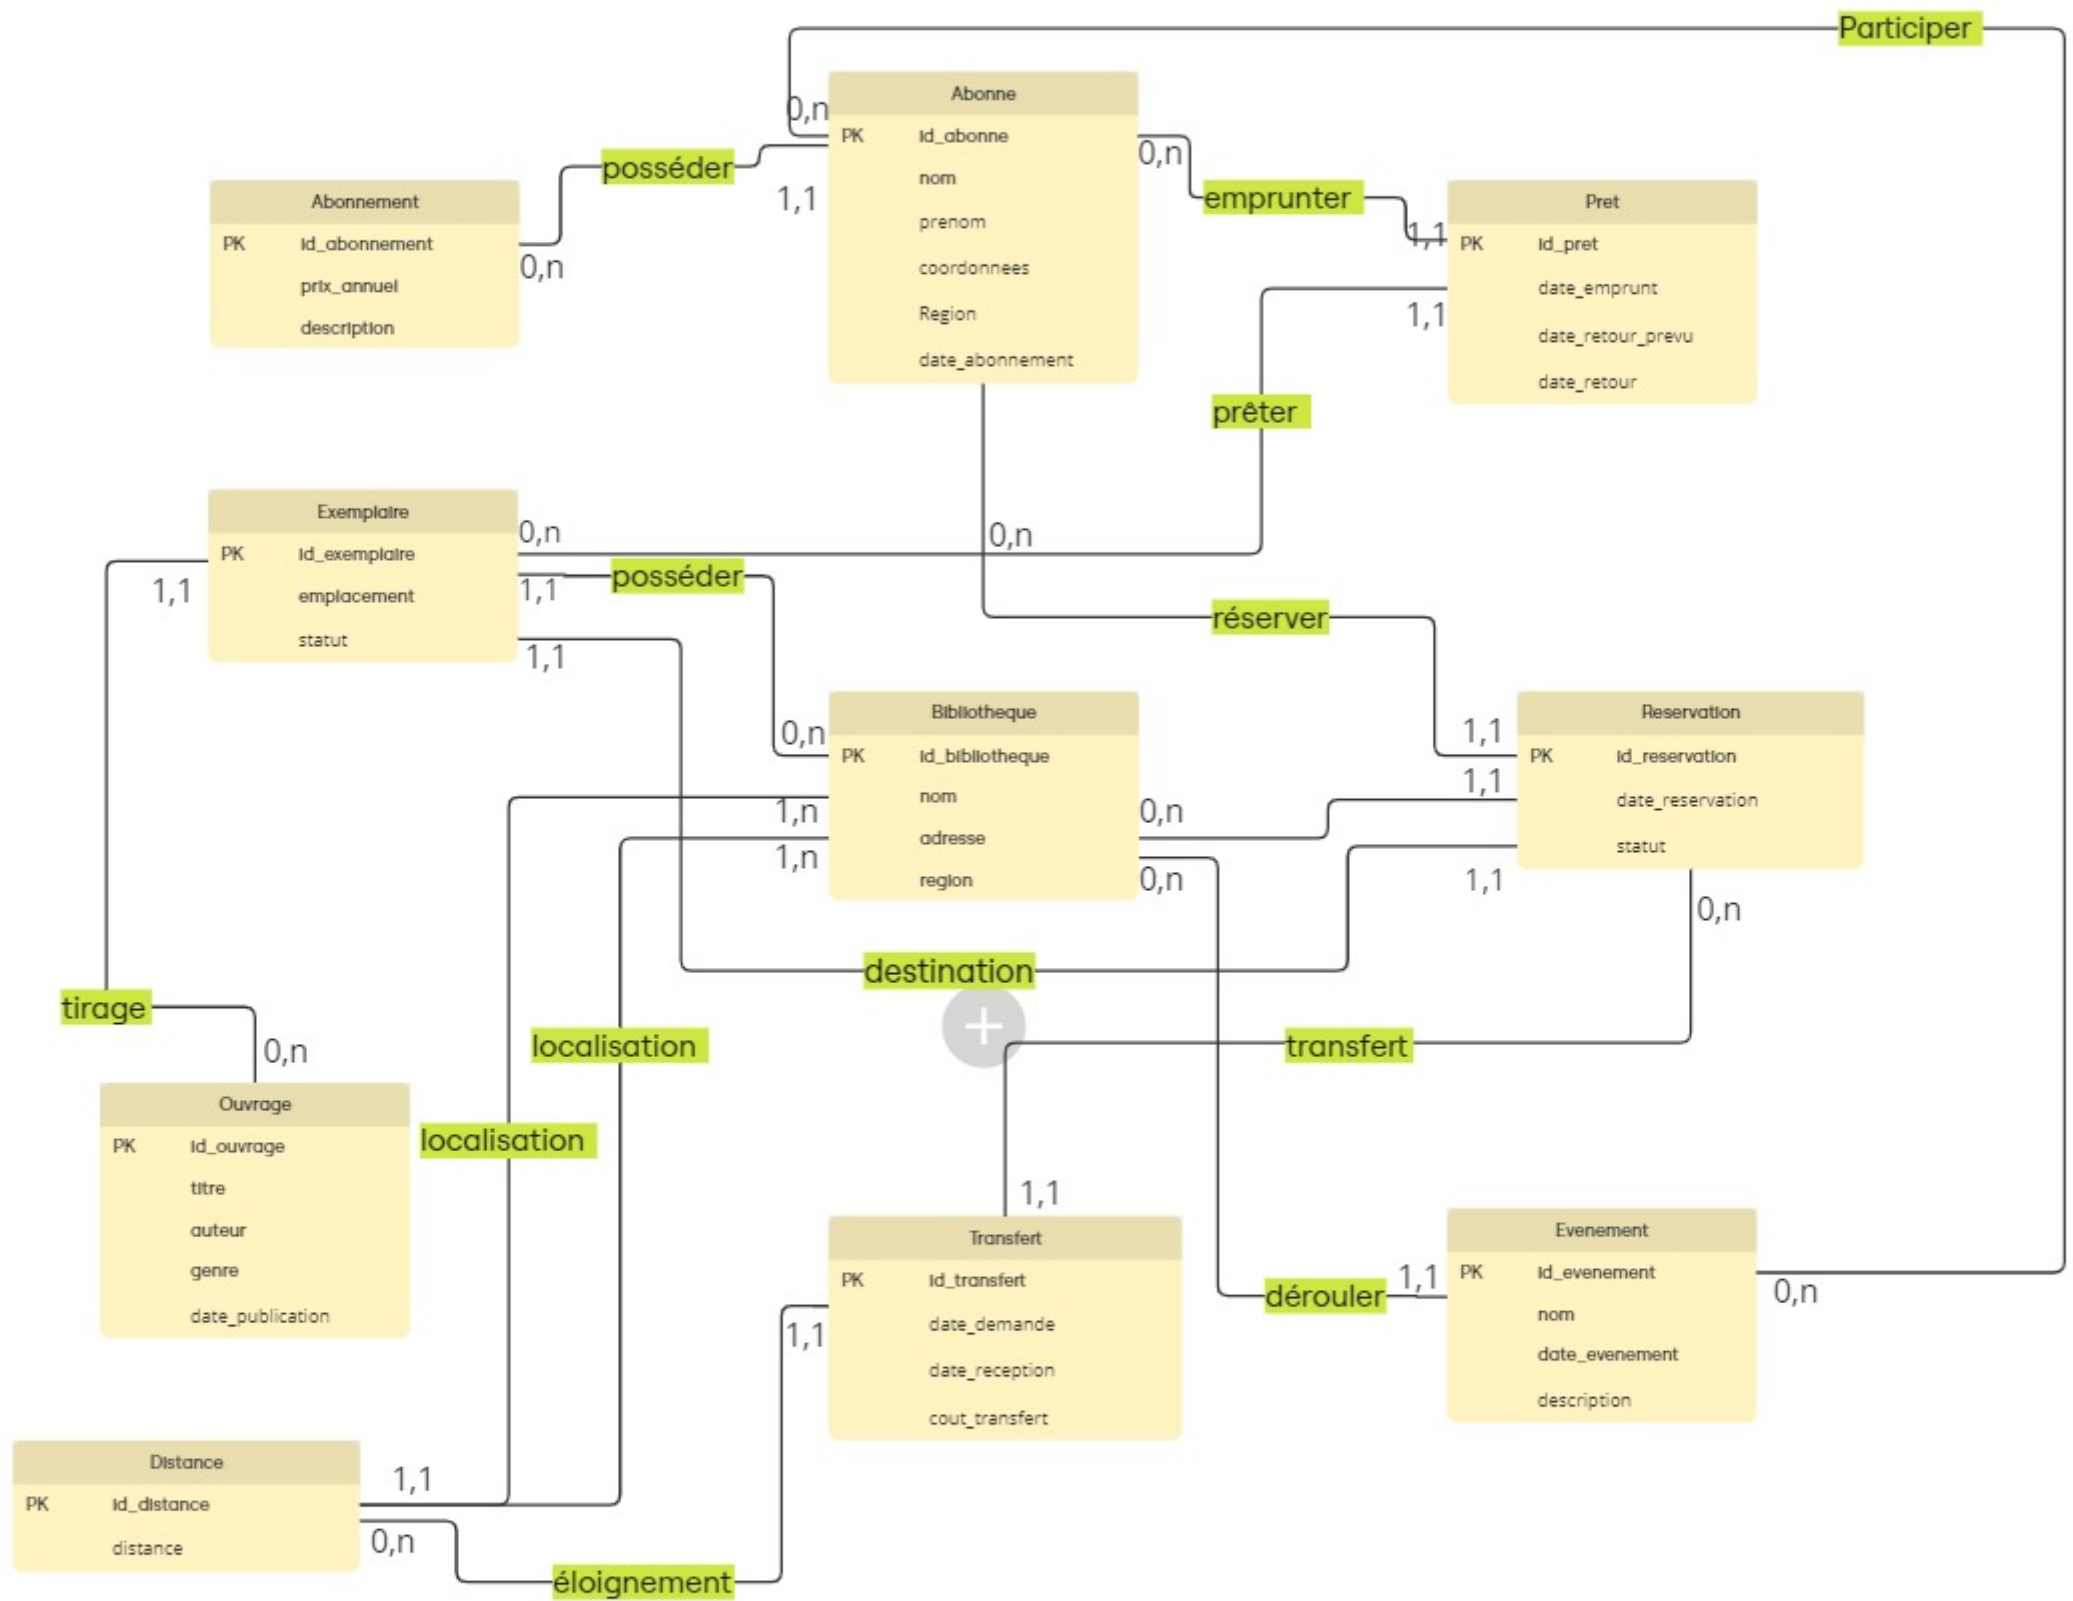 Participer
Abonne
0,n
PK id_abonne
0,n
nom
posséder
1,1
emprunter
prenom
coordonnees
Region
date_abonnement
Abonnement
PK id_abonnement
0,n
prix_annuel
description
Pret
1,1
PK id_pret
date_emprunt
1,1
date_retour_prevu
date_retour
prêter
Exemplaire
0,n
PK id_exemplaire
1,1
1,1
emplacement
statut
1,1
posséder
0,n
réserver
Bibliotheque
0,n
PK id_bibliotheque
nom
1,n
0,n
adresse
1,n
0,n
region
Reservation
1,1
PK id_reservation
1,1
date_reservation
statut
1,1
0,n
destination
tirage
0,n
localisation
transfert
localisation
Ouvrage
PK id_ouvrage
titre
auteur
genre
date_publication
1,1
Transfert
PK id_transfert
date_demande
1,1
date_reception
cout_transfert
dérouler
1,1
Evenement
PK id_evenement
0,n
nom
date_evenement
description
Distance
1,1
PK id_distance
0,n
distance
éloignement